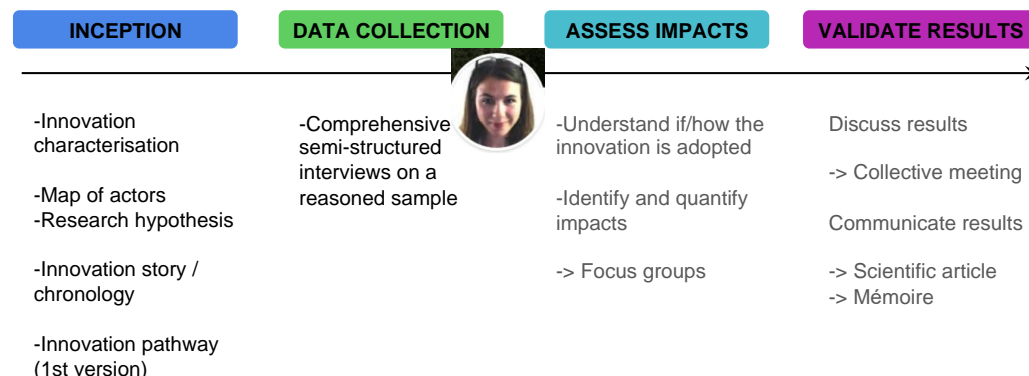 INCEPTION
DATA COLLECTION
ASSESS IMPACTS
VALIDATE RESULTS
-Innovation
characterisation
-Map of actors
-Research hypothesis
-Innovation story /
chronology
-Innovation pathway
(1st version)
-Comprehensive
semi-structured
interviews on a
reasoned sample
-Understand if/how the
innovation is adopted
-Identify and quantify
impacts
-> Focus groups
Discuss results
-> Collective meeting
Communicate results
-> Scientific article
-> Mémoire